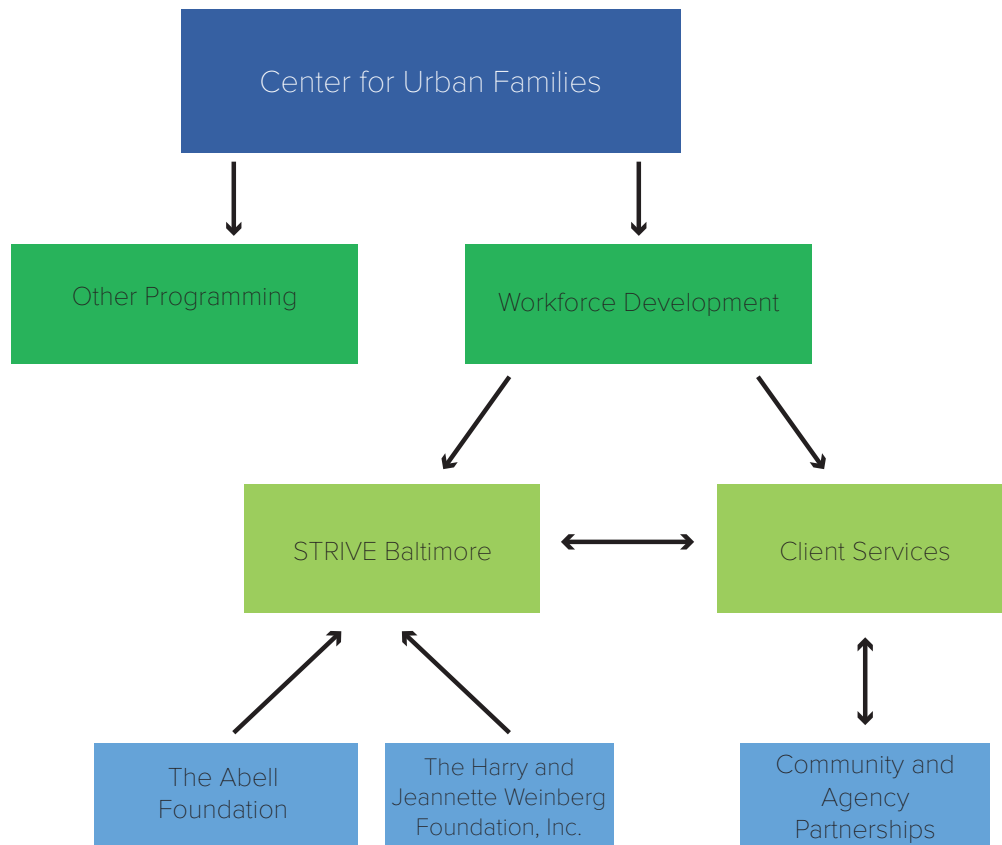 Center for Urban Families
Other Programming
Workforce Development
STRIVE Baltimore
Client Services
The Abell
Foundation
The Harry and
Jeannette Weinberg
Foundation, Inc.
Community and
Agency
Partnerships